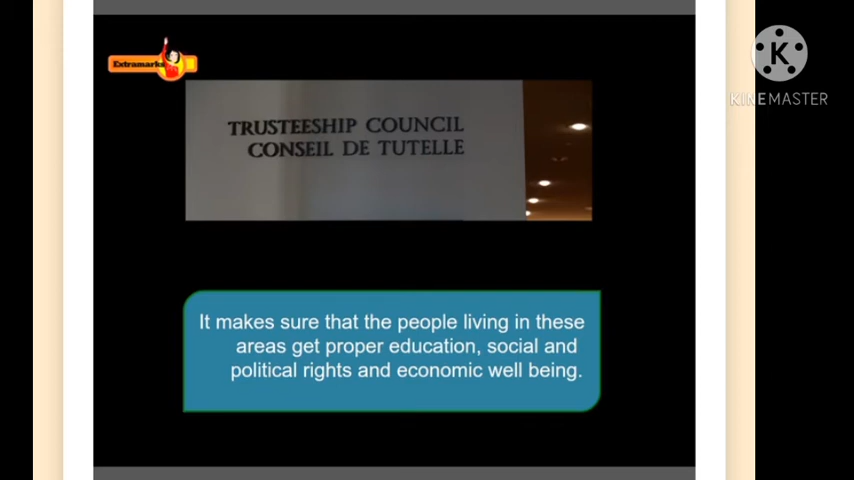 Extramarks
TRUSTEESHIP COUNCIL
CONSEIL DE TUTELLE
It makes sure that the people living in these
areas get proper education, social and
political rights and economic well being.
K
KINEMASTER